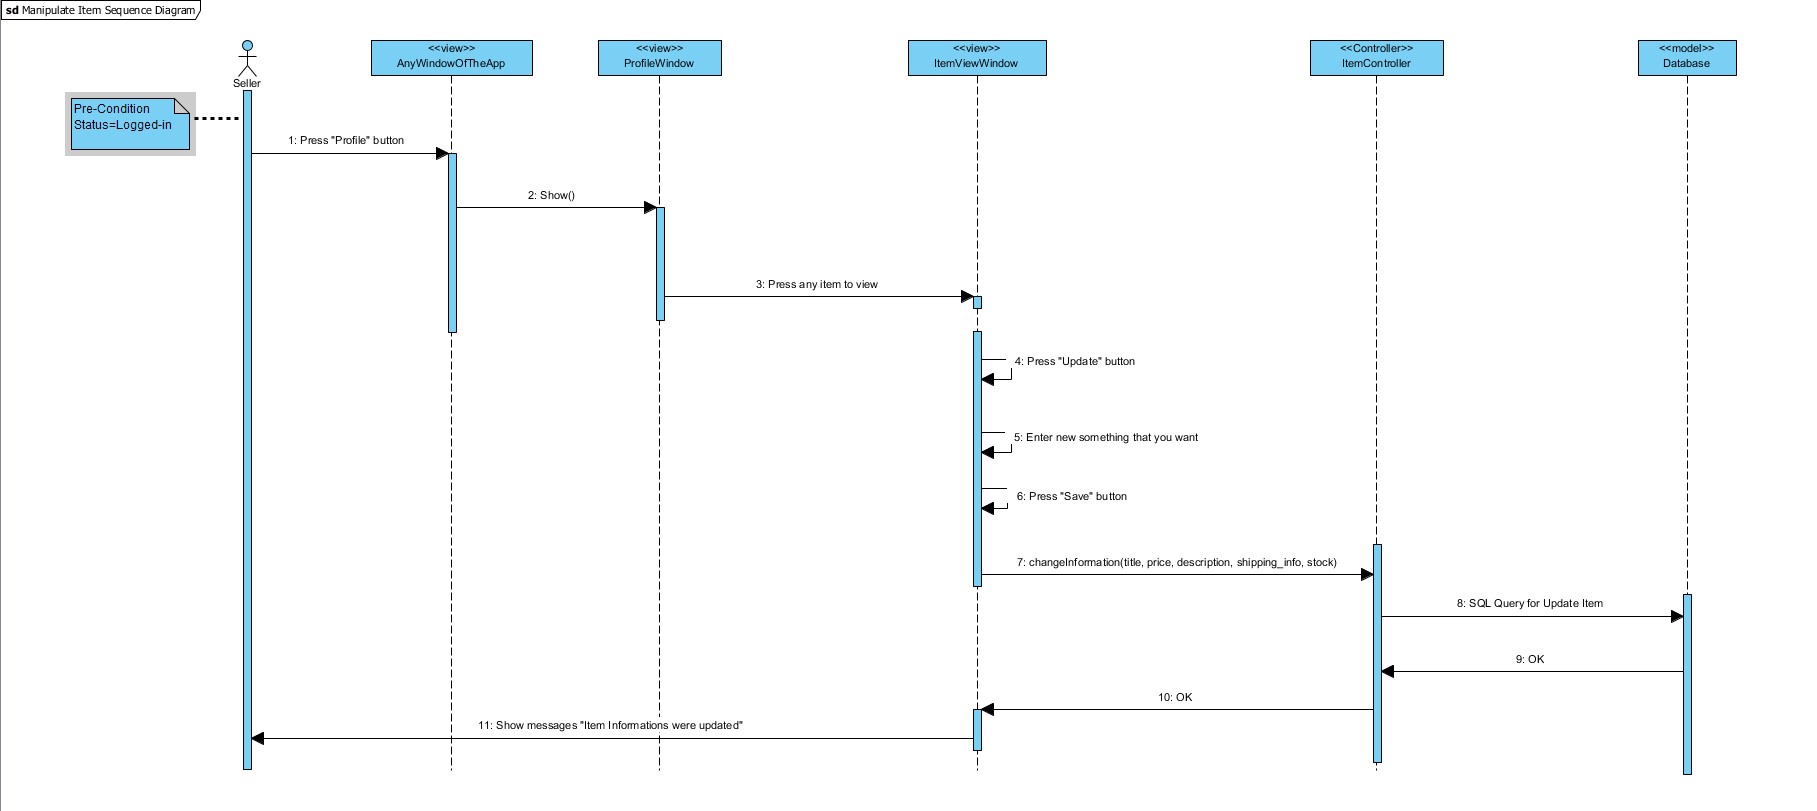 sd Manipulate Item Sequence Diagram
Seller
<<view>>
AnyWindowOfTheApp
<<view>>
ProfileWindow
<<view>>
ItemViewWindow
<<Controller>>
ItemController
<<model>>
Database
Pre-Condition
Status=Logged-in
1: Press "Profile" button
2: Show()
3: Press any item to view
4: Press "Update" button
5: Enter new something that you want
6: Press "Save" button
7: changeInformation(title, price, description, shipping_info, stock)
8: SQL Query for Update Item
9: OK
10: OK
11: Show messages "Item Informations were updated"